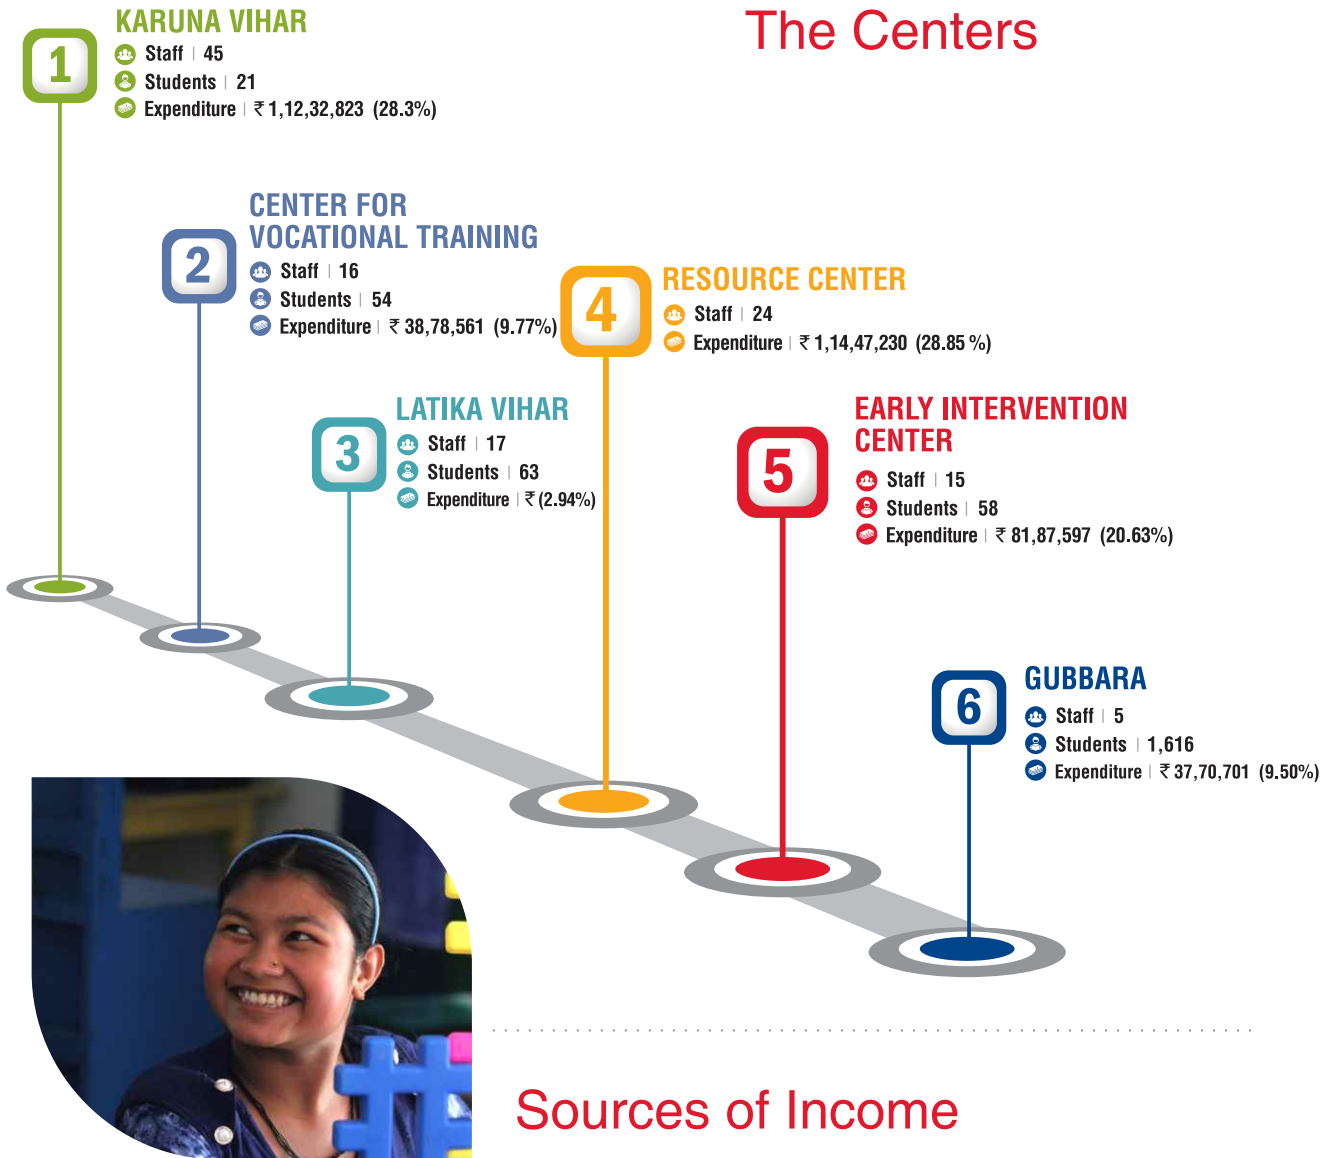 The Centers
1
KARUNA VIHAR
Staff | 45
Students | 21
Expenditure | ₹ 1,12,32,823 (28.3%)
2
CENTER FOR
VOCATIONAL TRAINING
Staff | 16
Students | 54
Expenditure | ₹ 38,78,561 (9.77%)
3
LATIKA VIHAR
Staff | 17
Students | 63
Expenditure | ₹ (2.94%)
4
RESOURCE CENTER
Staff | 24
Expenditure | ₹ 1,14,47,230 (28.85 %)
5
EARLY INTERVENTION
CENTER
Staff | 15
Students | 58
Expenditure | ₹ 81,87,597 (20.63%)
6
GUBBARA
Staff | 5
Students | 1,616
Expenditure | ₹ 37,70,701 (9.50%)
Sources of Income